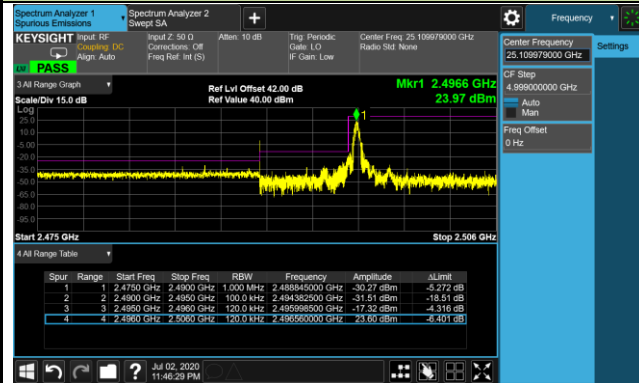 Spectrum Analyzer 1
Spurious Emissions
Spectrum Analyzer 2
Swept SA
+
Frequency
KEYSIGHT
Input: RF
Coupling: DC
Align: Auto
Input Z: 50 Ω
Corrections: Off
Freq Ref: Int (S)
Atten: 10 dB
Trig: Periodic
Gate: LO
IF Gain: Low
Center Freq: 25.109979000 GHz
Radio Std: None
LM PASS
Center Frequency
25.109979000 GHz
Settings
CF Step
4.999000000 GHz
Auto
Man
Freq Offset
0 Hz
3 All Range Graph
Scale/Div 15.0 dB
Ref Lvl Offset 42.00 dB
Ref Value 40.00 dBm
Mkr1 2.4966 GHz
23.97 dBm
Log
25.0
10.0
-5.00
-20.0
-35.0
-50.0
-65.0
-80.0
-95.0
1
Start 2.475 GHz
Stop 2.506 GHz
4 All Range Table
Spur Range Start Freq Stop Freq RBW Frequency Amplitude ΔLimit
1 1 2.4750 GHz 2.4900 GHz 1.000 MHz 2.488845000 GHz -30.27 dBm -5.272 dB
2 2 2.4900 GHz 2.4950 GHz 100.0 kHz 2.494382500 GHz -31.51 dBm -18.51 dB
3 3 2.4950 GHz 2.4960 GHz 120.0 kHz 2.495998500 GHz -17.32 dBm -4.316 dB
4 4 2.4960 GHz 2.5060 GHz 120.0 kHz 2.496560000 GHz 23.60 dBm -6.401 dB
?
Jul 02, 2020
11:46:29 PM